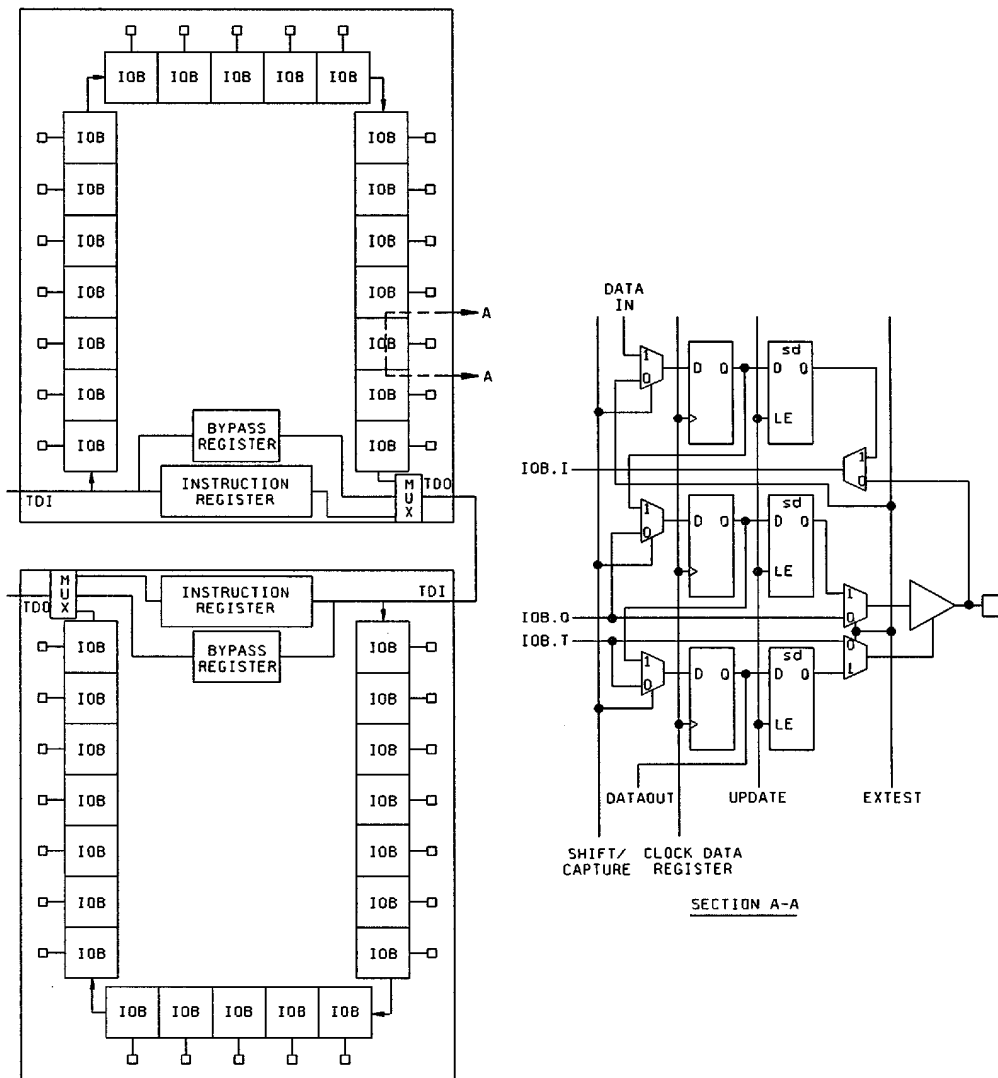 IOB IOB IOB IOB IOB
IOB IOB
IOB IOB
IOB IOB
IOB IOB
A
IOB IOB
A
IOB IOB
IOB IOB
BYPASS
REGISTER
INSTRUCTION
REGISTER
MUX
TDI
TDO
MUX
TDO
INSTRUCTION
REGISTER
TDI
BYPASS
REGISTER
IOB IOB
IOB IOB
IOB IOB
IOB IOB
IOB IOB
IOB IOB
IOB IOB
IOB IOB IOB IOB IOB
DATA
IN
1
0
D Q
sd
D Q
LE
IOB.I
1
0
1
0
D Q
sd
D Q
LE
IOB.O
1
0
IOB.T
0
1
1
0
D Q
sd
D Q
LE
DATAOUT UPDATE EXTEST
SHIFT/
CAPTURE
CLOCK DATA
REGISTER
SECTION A-A